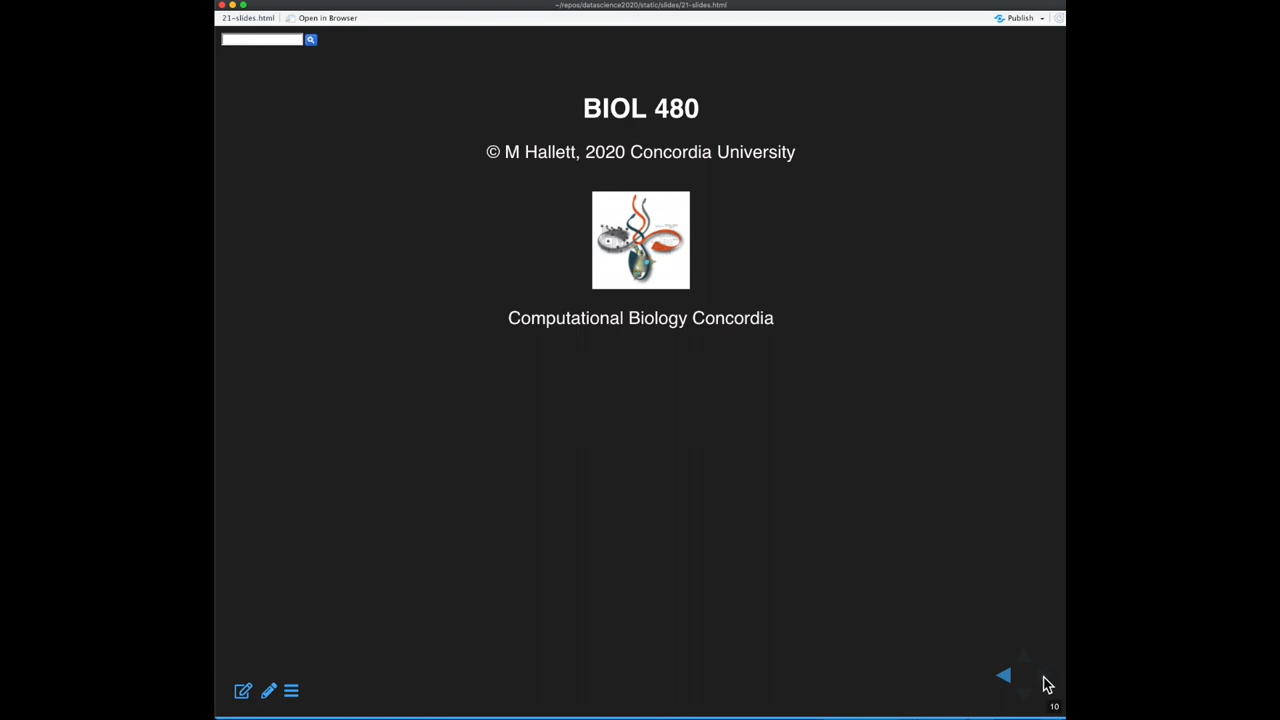 ~/repos/datascience2020/static/slides/21-slides.html
21-slides.html
Open in Browser
Publish
BIOL 480
© M Hallett, 2020 Concordia University
Computational Biology Concordia
10